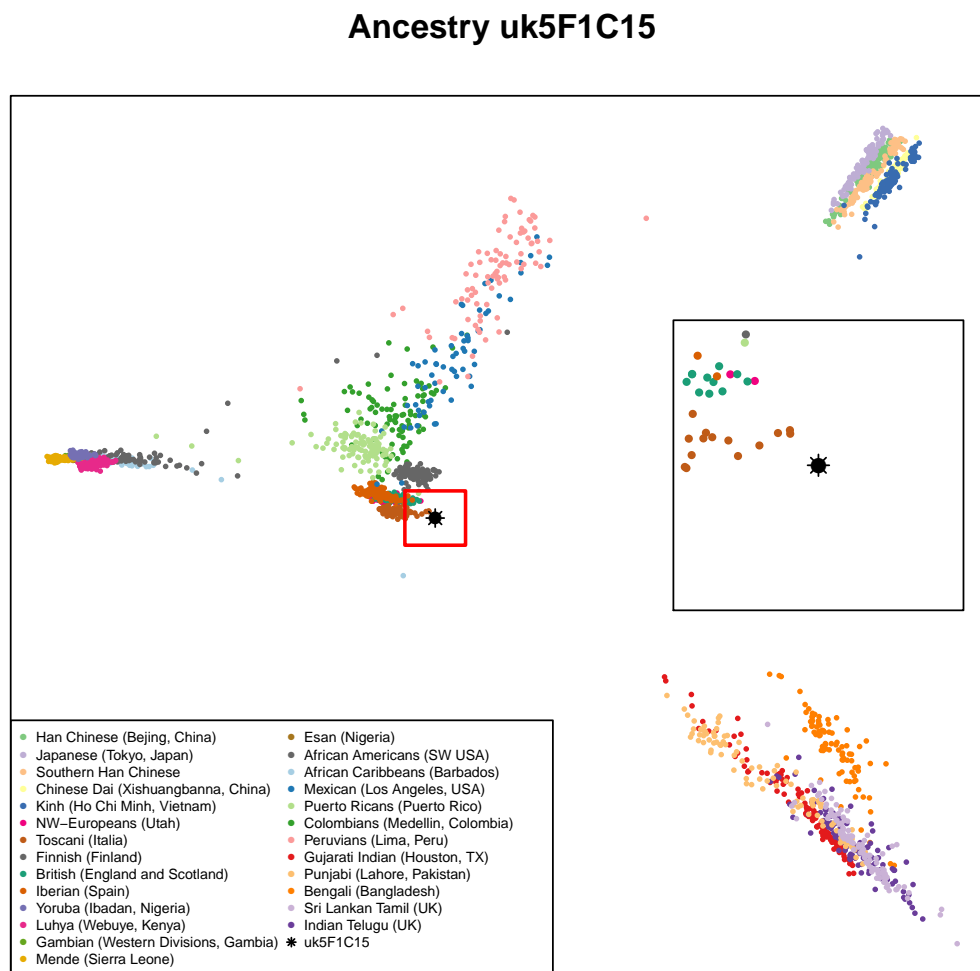 Ancestry uk5F1C15
Han Chinese (Bejing, China)
Japanese (Tokyo, Japan)
Southern Han Chinese
Chinese Dai (Xishuangbanna, China)
Kinh (Ho Chi Minh, Vietnam)
NW−Europeans (Utah)
Toscani (Italia)
Finnish (Finland)
British (England and Scotland)
Iberian (Spain)
Yoruba (Ibadan, Nigeria)
Luhya (Webuye, Kenya)
Gambian (Western Divisions, Gambia)
Mende (Sierra Leone)
Esan (Nigeria)
African Americans (SW USA)
African Caribbeans (Barbados)
Mexican (Los Angeles, USA)
Puerto Ricans (Puerto Rico)
Colombians (Medellin, Colombia)
Peruvians (Lima, Peru)
Gujarati Indian (Houston, TX)
Punjabi (Lahore, Pakistan)
Bengali (Bangladesh)
Sri Lankan Tamil (UK)
Indian Telugu (UK)
uk5F1C15